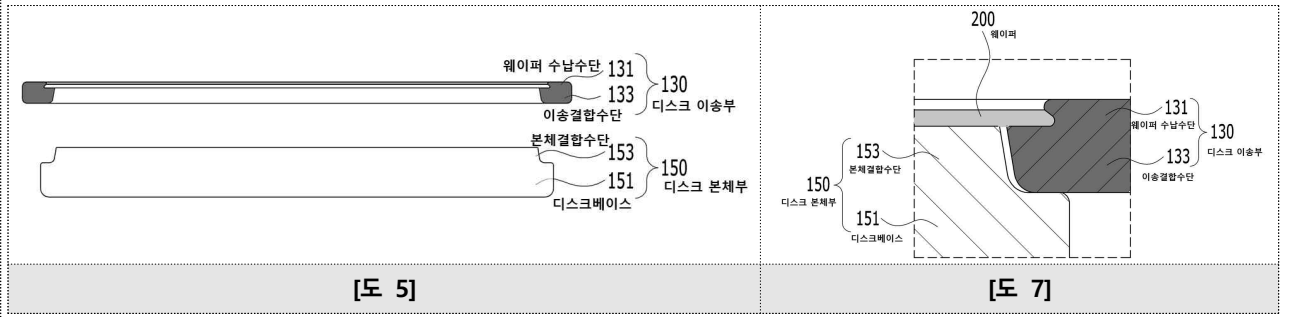 웨이퍼 수납수단 131
133
이송결합수단
130
디스크 이송부
본체결합수단
153
151
디스크베이스
150
디스크 본체부
[도 5]
200
웨이퍼
131
웨이퍼 수납수단
133
이송결합수단
130
디스크 이송부
153
본체결합수단
150
디스크 본체부
151
디스크베이스
[도 7]